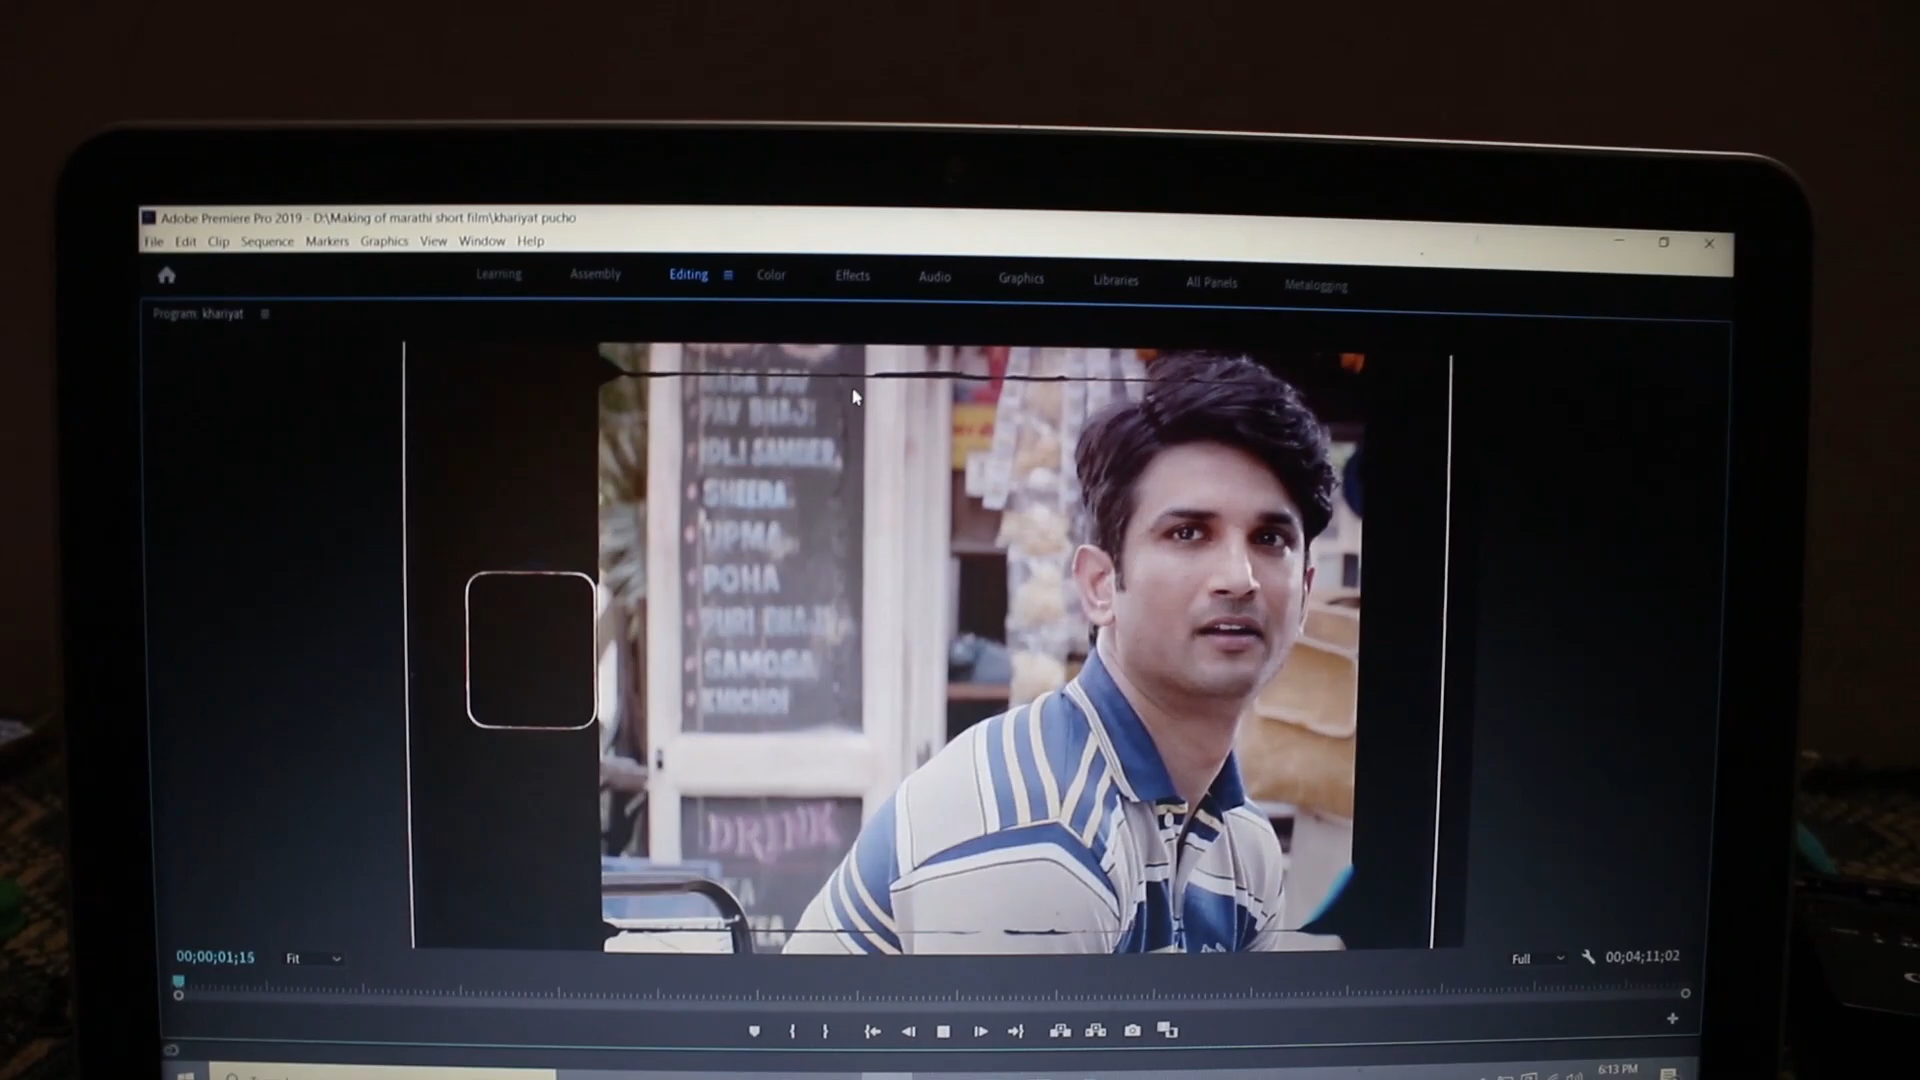 Adobe Premiere Pro 2019 - D:\Making of marathi short film\khariyat pucho
File Edit Clip Sequence Markers Graphics View Window Help
Learning Assembly Editing Color Effects Audio Graphics Libraries All Panels Metalogging
Program: khariyat
PAV BHAJI
IDLI SAMBER
SHEERA
UPMA
POHA
PURI BHAJI
SAMOSA
KHICHDI
DRINK
00;00;01;15 Fit Full 00;04;11;02
6:13 PM